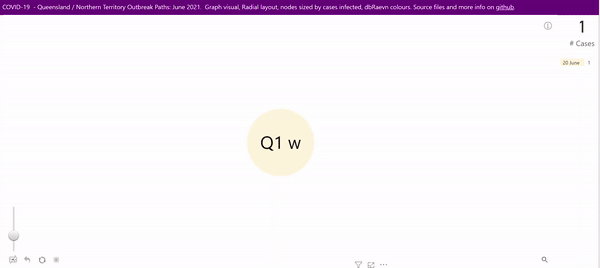 COVID-19 - Queensland / Northern Territory Outbreak Paths: June 2021. Graph visual, Radial layout, nodes sized by cases infected, dbRaevn colours. Source files and more info on github.
1
# Cases
20 June 1
Q1 w